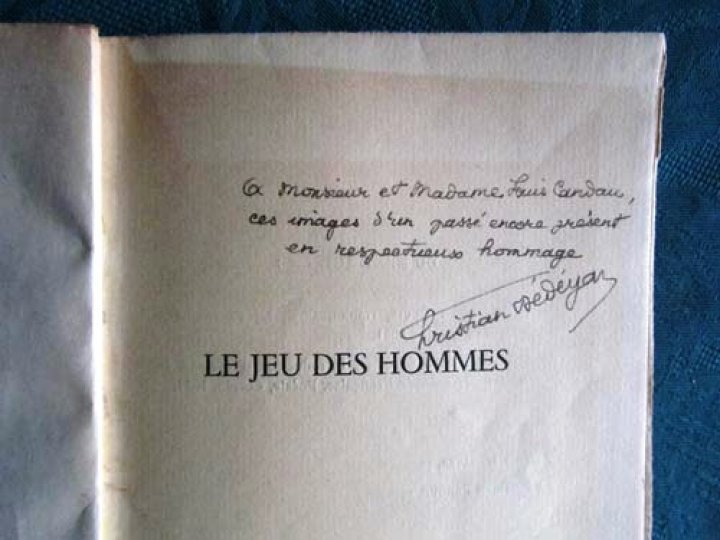 A Monsieur et Madame Louis Candau,
ces images d'un passé encore présent
en respectueux hommage
Christian Dédéyan
LE JEU DES HOMMES